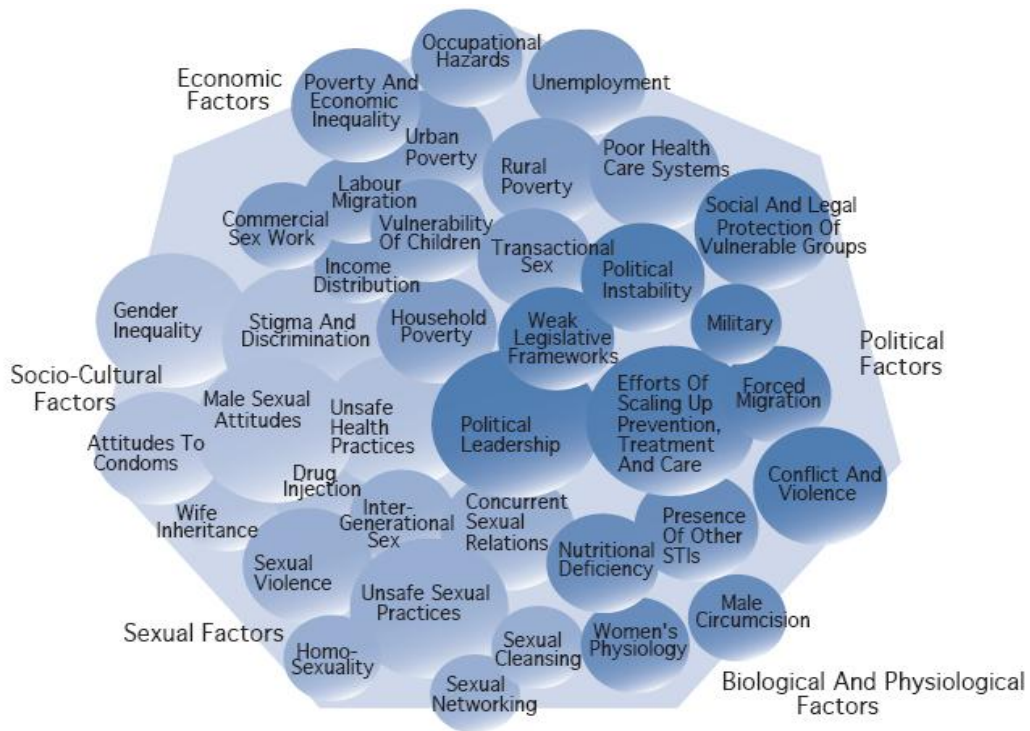 Economic
Factors
Occupational
Hazards
Poverty And
Economic
Inequality
Unemployment
Urban
Poverty
Rural
Poverty
Poor Health
Care Systems
Labour
Migration
Commercial
Sex Work
Vulnerability
Of Children
Income
Distribution
Transactional
Sex
Social And Legal
Protection Of
Vulnerable Groups
Political
Instability
Gender
Inequality
Stigma And
Discrimination
Household
Poverty
Weak
Legislative
Frameworks
Military
Political
Factors
Socio-Cultural
Factors
Male Sexual
Attitudes
Unsafe
Health
Practices
Political
Leadership
Efforts Of
Scaling Up
Prevention,
Treatment
And Care
Forced
Migration
Attitudes To
Condoms
Drug
Injection
Conflict And
Violence
Wife
Inheritance
Inter-
Generational
Sex
Concurrent
Sexual
Relations
Presence
Of Other
STIs
Nutritional
Deficiency
Sexual
Violence
Unsafe Sexual
Practices
Male
Circumcision
Sexual Factors
Homo-
Sexuality
Sexual
Cleansing
Women's
Physiology
Sexual
Networking
Biological And Physiological
Factors